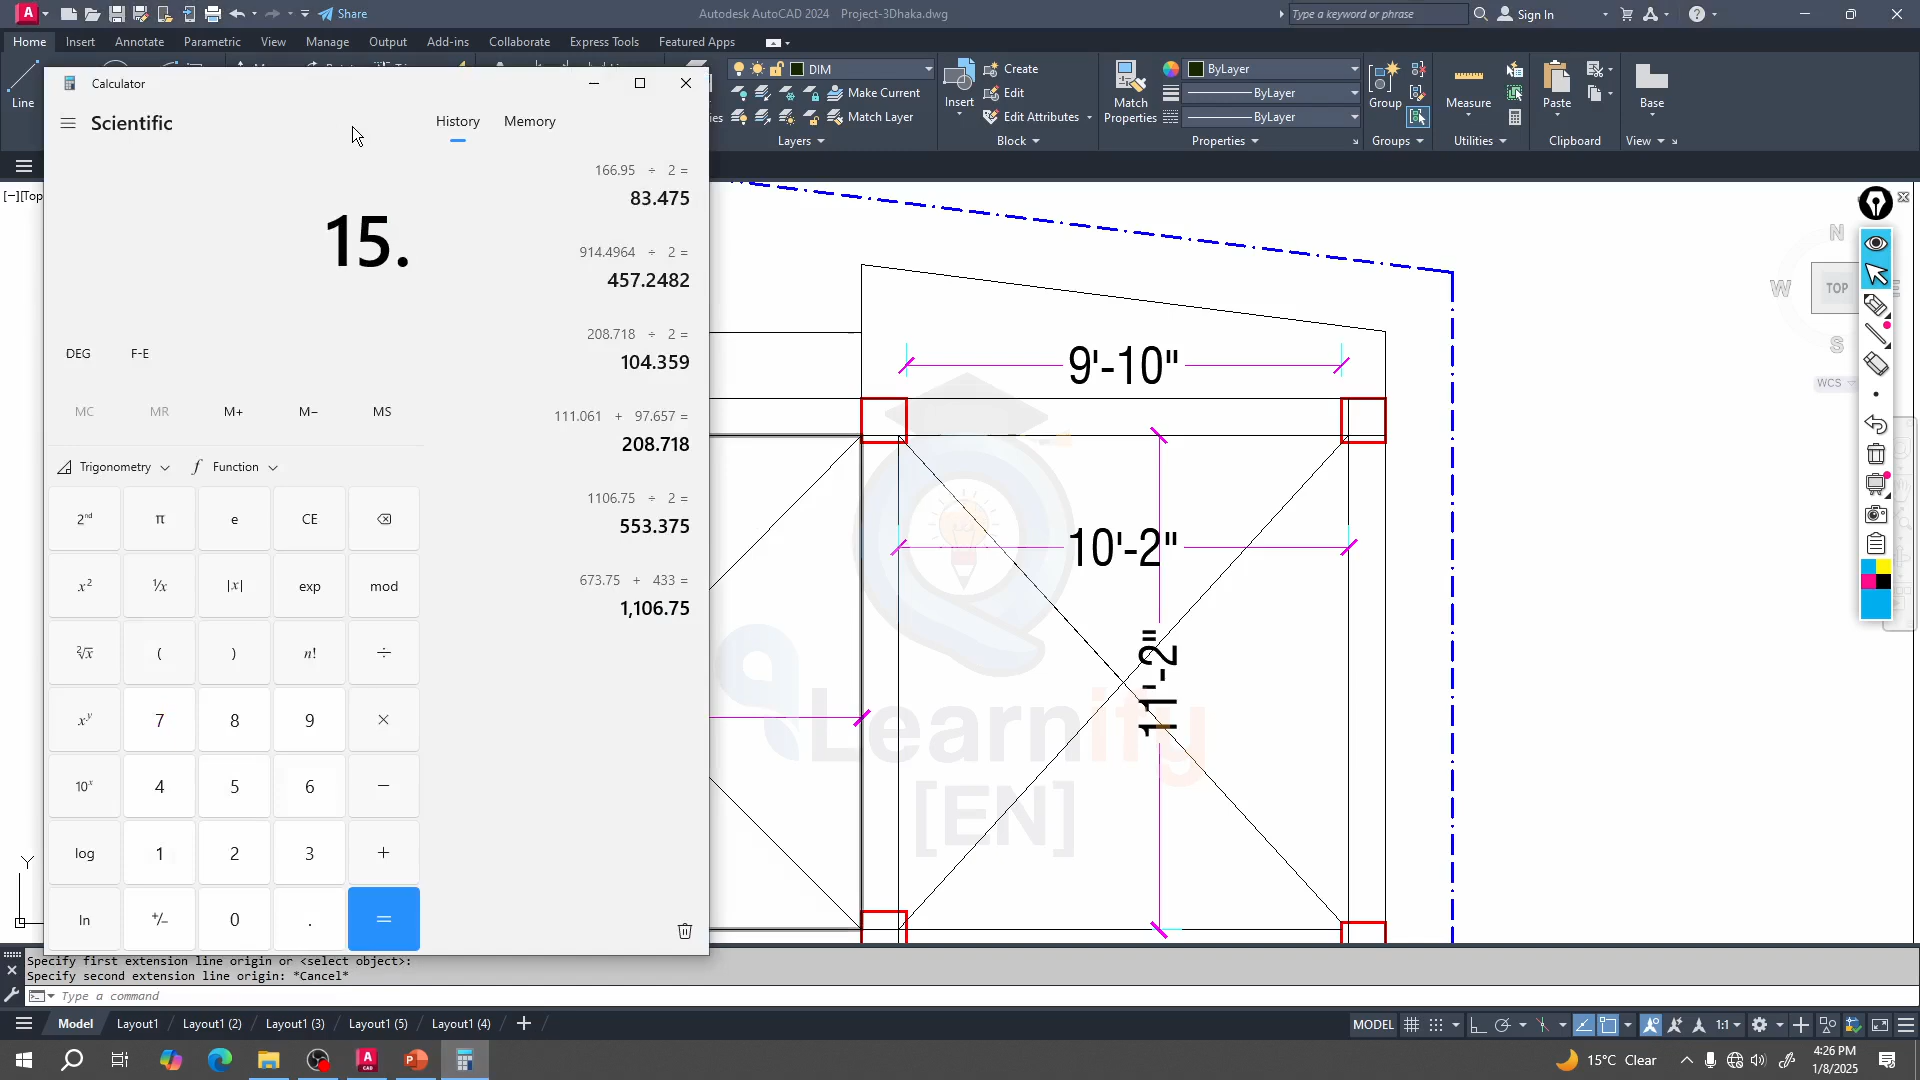 Share
Autodesk AutoCAD 2024 Project-3Dhaka.dwg
Type a keyword or phrase
Sign In
Home Insert Annotate Parametric View Manage Output Add-ins Collaborate Express Tools Featured Apps
Line
DIM
Make Current
Match Layer
Layers
Insert
Create
Edit
Edit Attributes
Block
Match
Properties
ByLayer
ByLayer
ByLayer
Properties
Group
Groups
Measure
Utilities
Paste
Clipboard
Base
View
Calculator
Scientific
History Memory
166.95 ÷ 2 =
83.475
15.
914.4964 ÷ 2 =
457.2482
208.718 ÷ 2 =
104.359
111.061 + 97.657 =
208.718
1106.75 ÷ 2 =
553.375
673.75 + 433 =
1,106.75
DEG F-E
MC MR M+ M− MS
Trigonometry Function
2nd π e CE
x² ¹/x |x| exp mod
²√x ( ) n! ÷
xʸ 7 8 9 ×
10ˣ 4 5 6 −
log 1 2 3 +
ln +/− 0 . =
[−][Top
9'-10"
10'-2"
11'-2"
Learnify
[EN]
N
W TOP E
S
WCS
Y
Specify first extension line origin or <select object>:
Specify second extension line origin: *Cancel*
Type a command
Model Layout1 Layout1 (2) Layout1 (3) Layout1 (5) Layout1 (4)
MODEL 1:1
15°C Clear
4:26 PM
1/8/2025